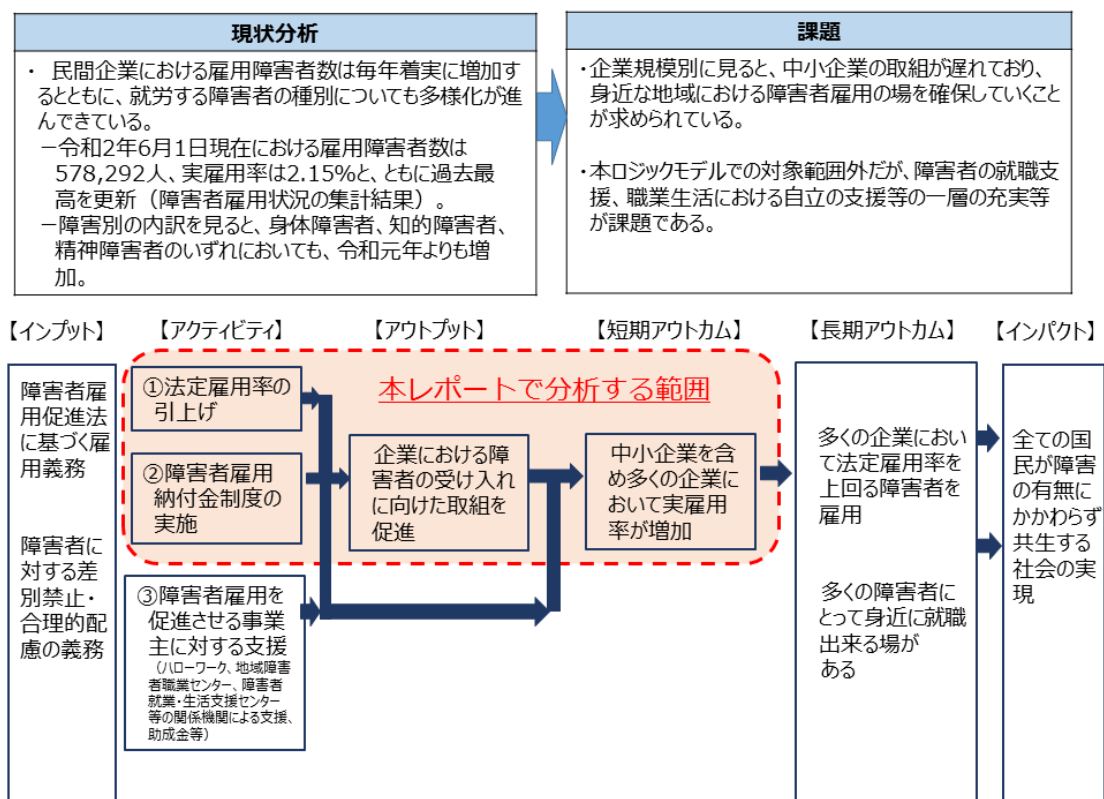 現状分析
・ 民間企業における雇用障害者数は毎年着実に増加す
るとともに、就労する障害者の種別についても多様化が進
んできている。
－令和2年6月1日現在における雇用障害者数は
578,292人、実雇用率は2.15%と、ともに過去最
高を更新（障害者雇用状況の集計結果）。
－障害別の内訳を見ると、身体障害者、知的障害者、
精神障害者のいずれにおいても、令和元年よりも増
加。
課題
・企業規模別に見ると、中小企業の取組が遅れており、
身近な地域における障害者雇用の場を確保していくこと
が求められている。
・本ロジックモデルでの対象範囲外だが、障害者の就職支
援、職業生活における自立の支援等の一層の充実等
が課題である。
【インプット】
【アクティビティ】
【アウトプット】
【短期アウトカム】
【長期アウトカム】
【インパクト】
障害者雇
用促進法
に基づく雇
用義務
障害者に
対する差
別禁止・
合理的配
慮の義務
本レポートで分析する範囲
①法定雇用率の
引上げ
②障害者雇用
納付金制度の
実施
③障害者雇用を
促進させる事業
主に対する支援
（ハローワーク、地域障害
者職業センター、障害者
就業・生活支援センター
等の関係機関による支援、
助成金等）
企業における障
害者の受け入れ
に向けた取組を
促進
中小企業を含
め多くの企業に
おいて実雇用
率が増加
多くの企業におい
て法定雇用率を
上回る障害者を
雇用
多くの障害者に
とって身近に就職
出来る場が
ある
全ての国
民が障害
の有無に
かかわらず
共生する
社会の実
現